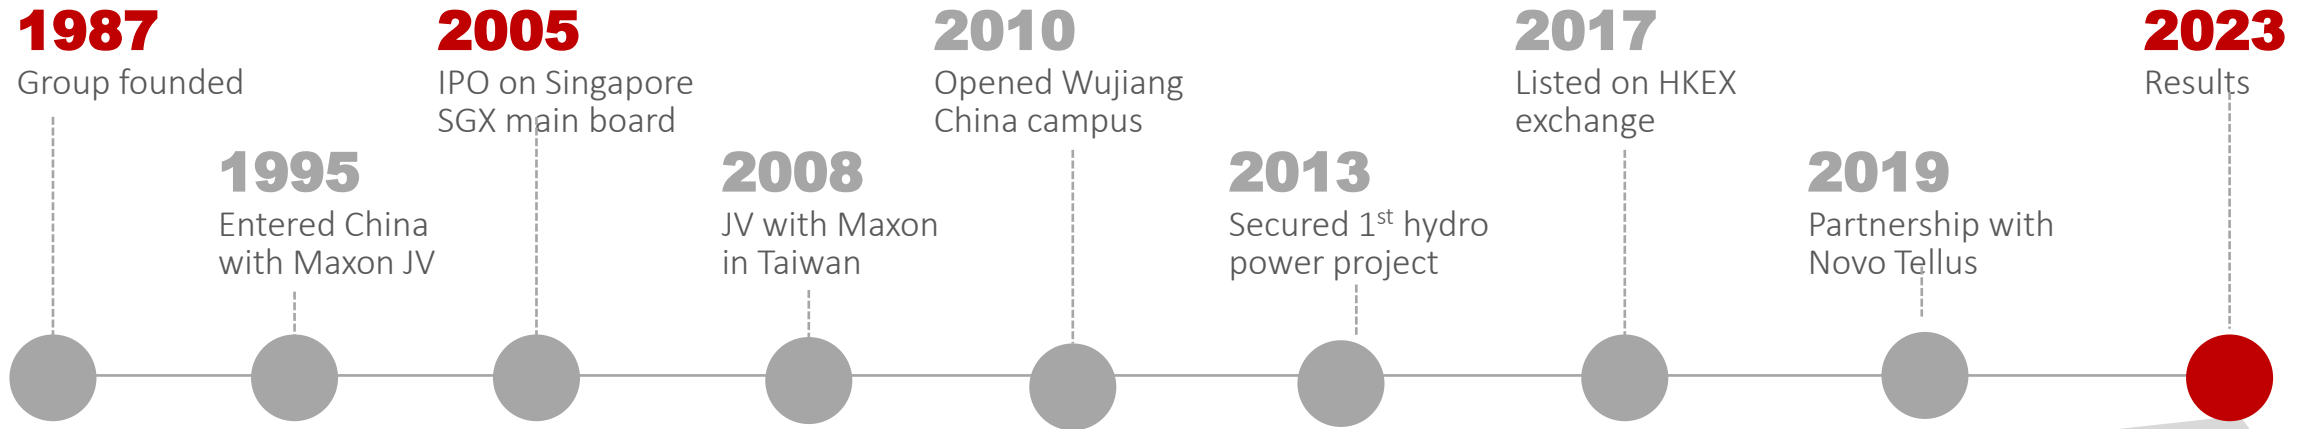 1987
Group founded
1995
Entered China
with Maxon JV
2005
IPO on Singapore
SGX main board
2008
JV with Maxon
in Taiwan
2010
Opened Wujiang
China campus
2013
Secured 1st hydro
power project
2017
Listed on HKEX
exchange
2019
Partnership with
Novo Tellus
2023
Results